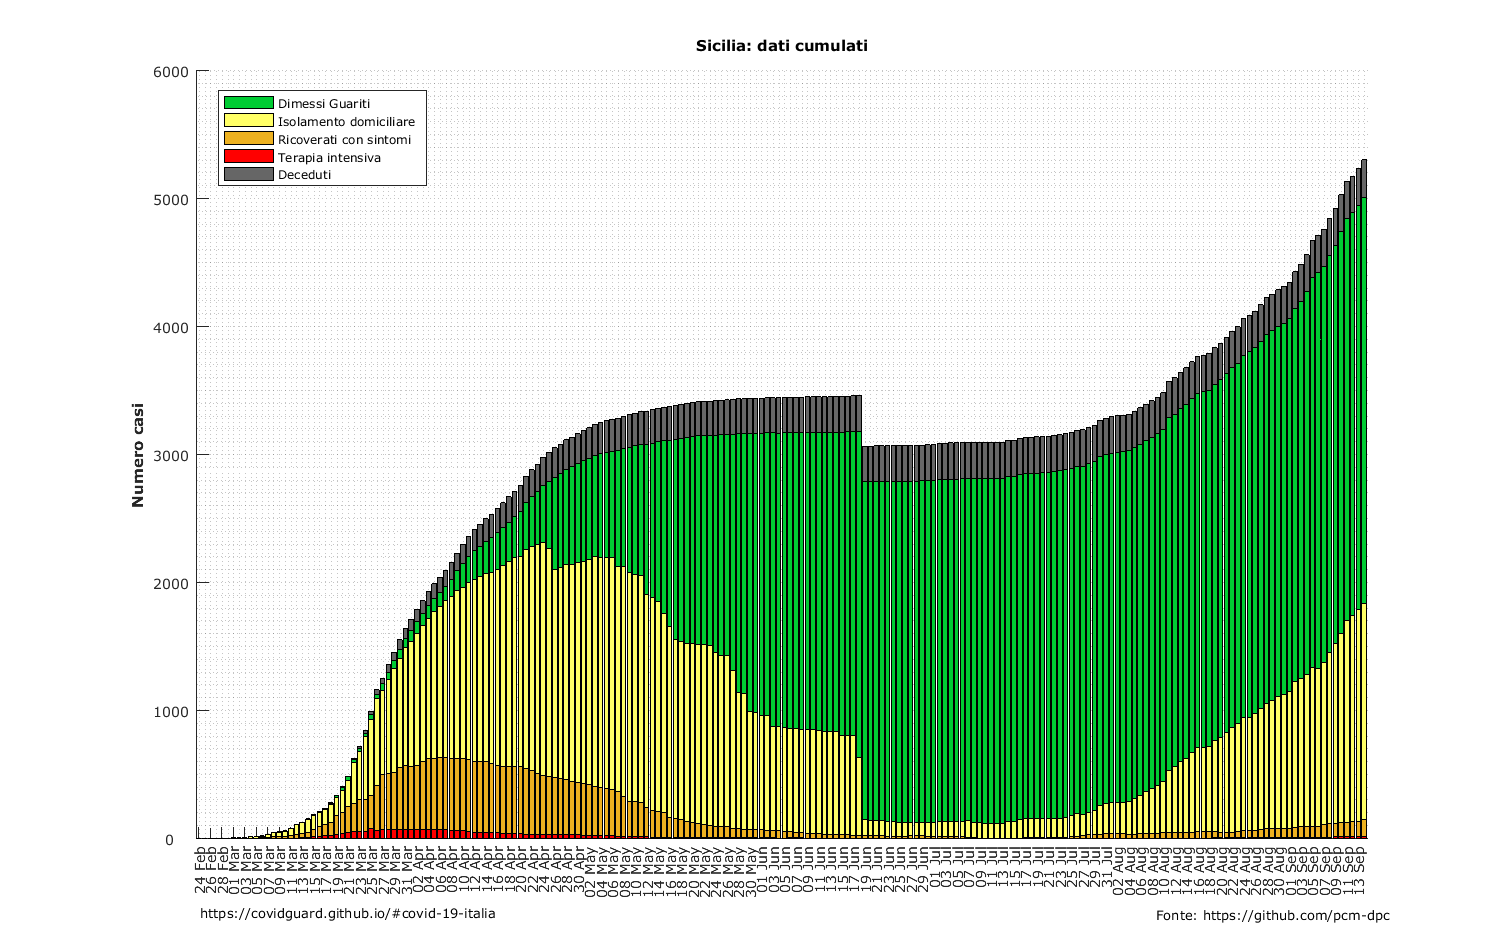 Sicilia: dati cumulati
6000
5000
4000
3000
2000
1000
0
Numero casi
Dimessi Guariti
Isolamento domiciliare
Ricoverati con sintomi
Terapia intensiva
Deceduti
24 Feb
26 Feb
28 Feb
01 Mar
03 Mar
05 Mar
07 Mar
09 Mar
11 Mar
13 Mar
15 Mar
17 Mar
19 Mar
21 Mar
23 Mar
25 Mar
27 Mar
29 Mar
31 Mar
02 Apr
04 Apr
06 Apr
08 Apr
10 Apr
12 Apr
14 Apr
16 Apr
18 Apr
20 Apr
22 Apr
24 Apr
26 Apr
28 Apr
30 Apr
02 May
04 May
06 May
08 May
10 May
12 May
14 May
16 May
18 May
20 May
22 May
24 May
26 May
28 May
30 May
01 Jun
03 Jun
05 Jun
07 Jun
09 Jun
11 Jun
13 Jun
15 Jun
17 Jun
19 Jun
21 Jun
23 Jun
25 Jun
27 Jun
29 Jun
01 Jul
03 Jul
05 Jul
07 Jul
09 Jul
11 Jul
13 Jul
15 Jul
17 Jul
19 Jul
21 Jul
23 Jul
25 Jul
27 Jul
29 Jul
31 Jul
02 Aug
04 Aug
06 Aug
08 Aug
10 Aug
12 Aug
14 Aug
16 Aug
18 Aug
20 Aug
22 Aug
24 Aug
26 Aug
28 Aug
30 Aug
01 Sep
03 Sep
05 Sep
07 Sep
09 Sep
11 Sep
13 Sep
https://covidguard.github.io/#covid-19-italia
Fonte: https://github.com/pcm-dpc